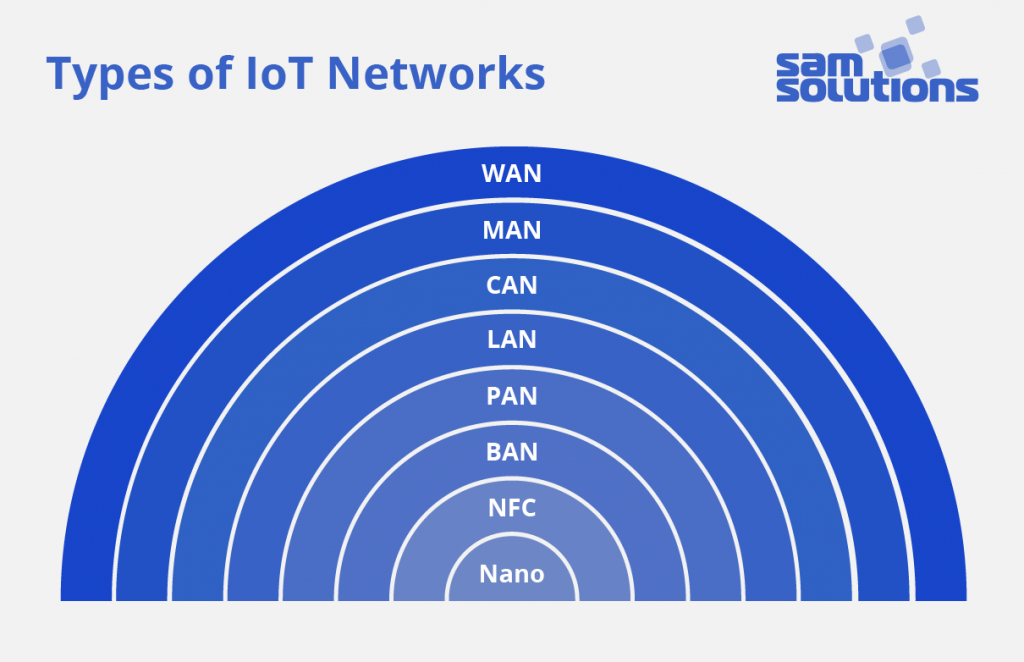 Types of IoT Networks
sam
solutions
WAN
MAN
CAN
LAN
PAN
BAN
NFC
Nano